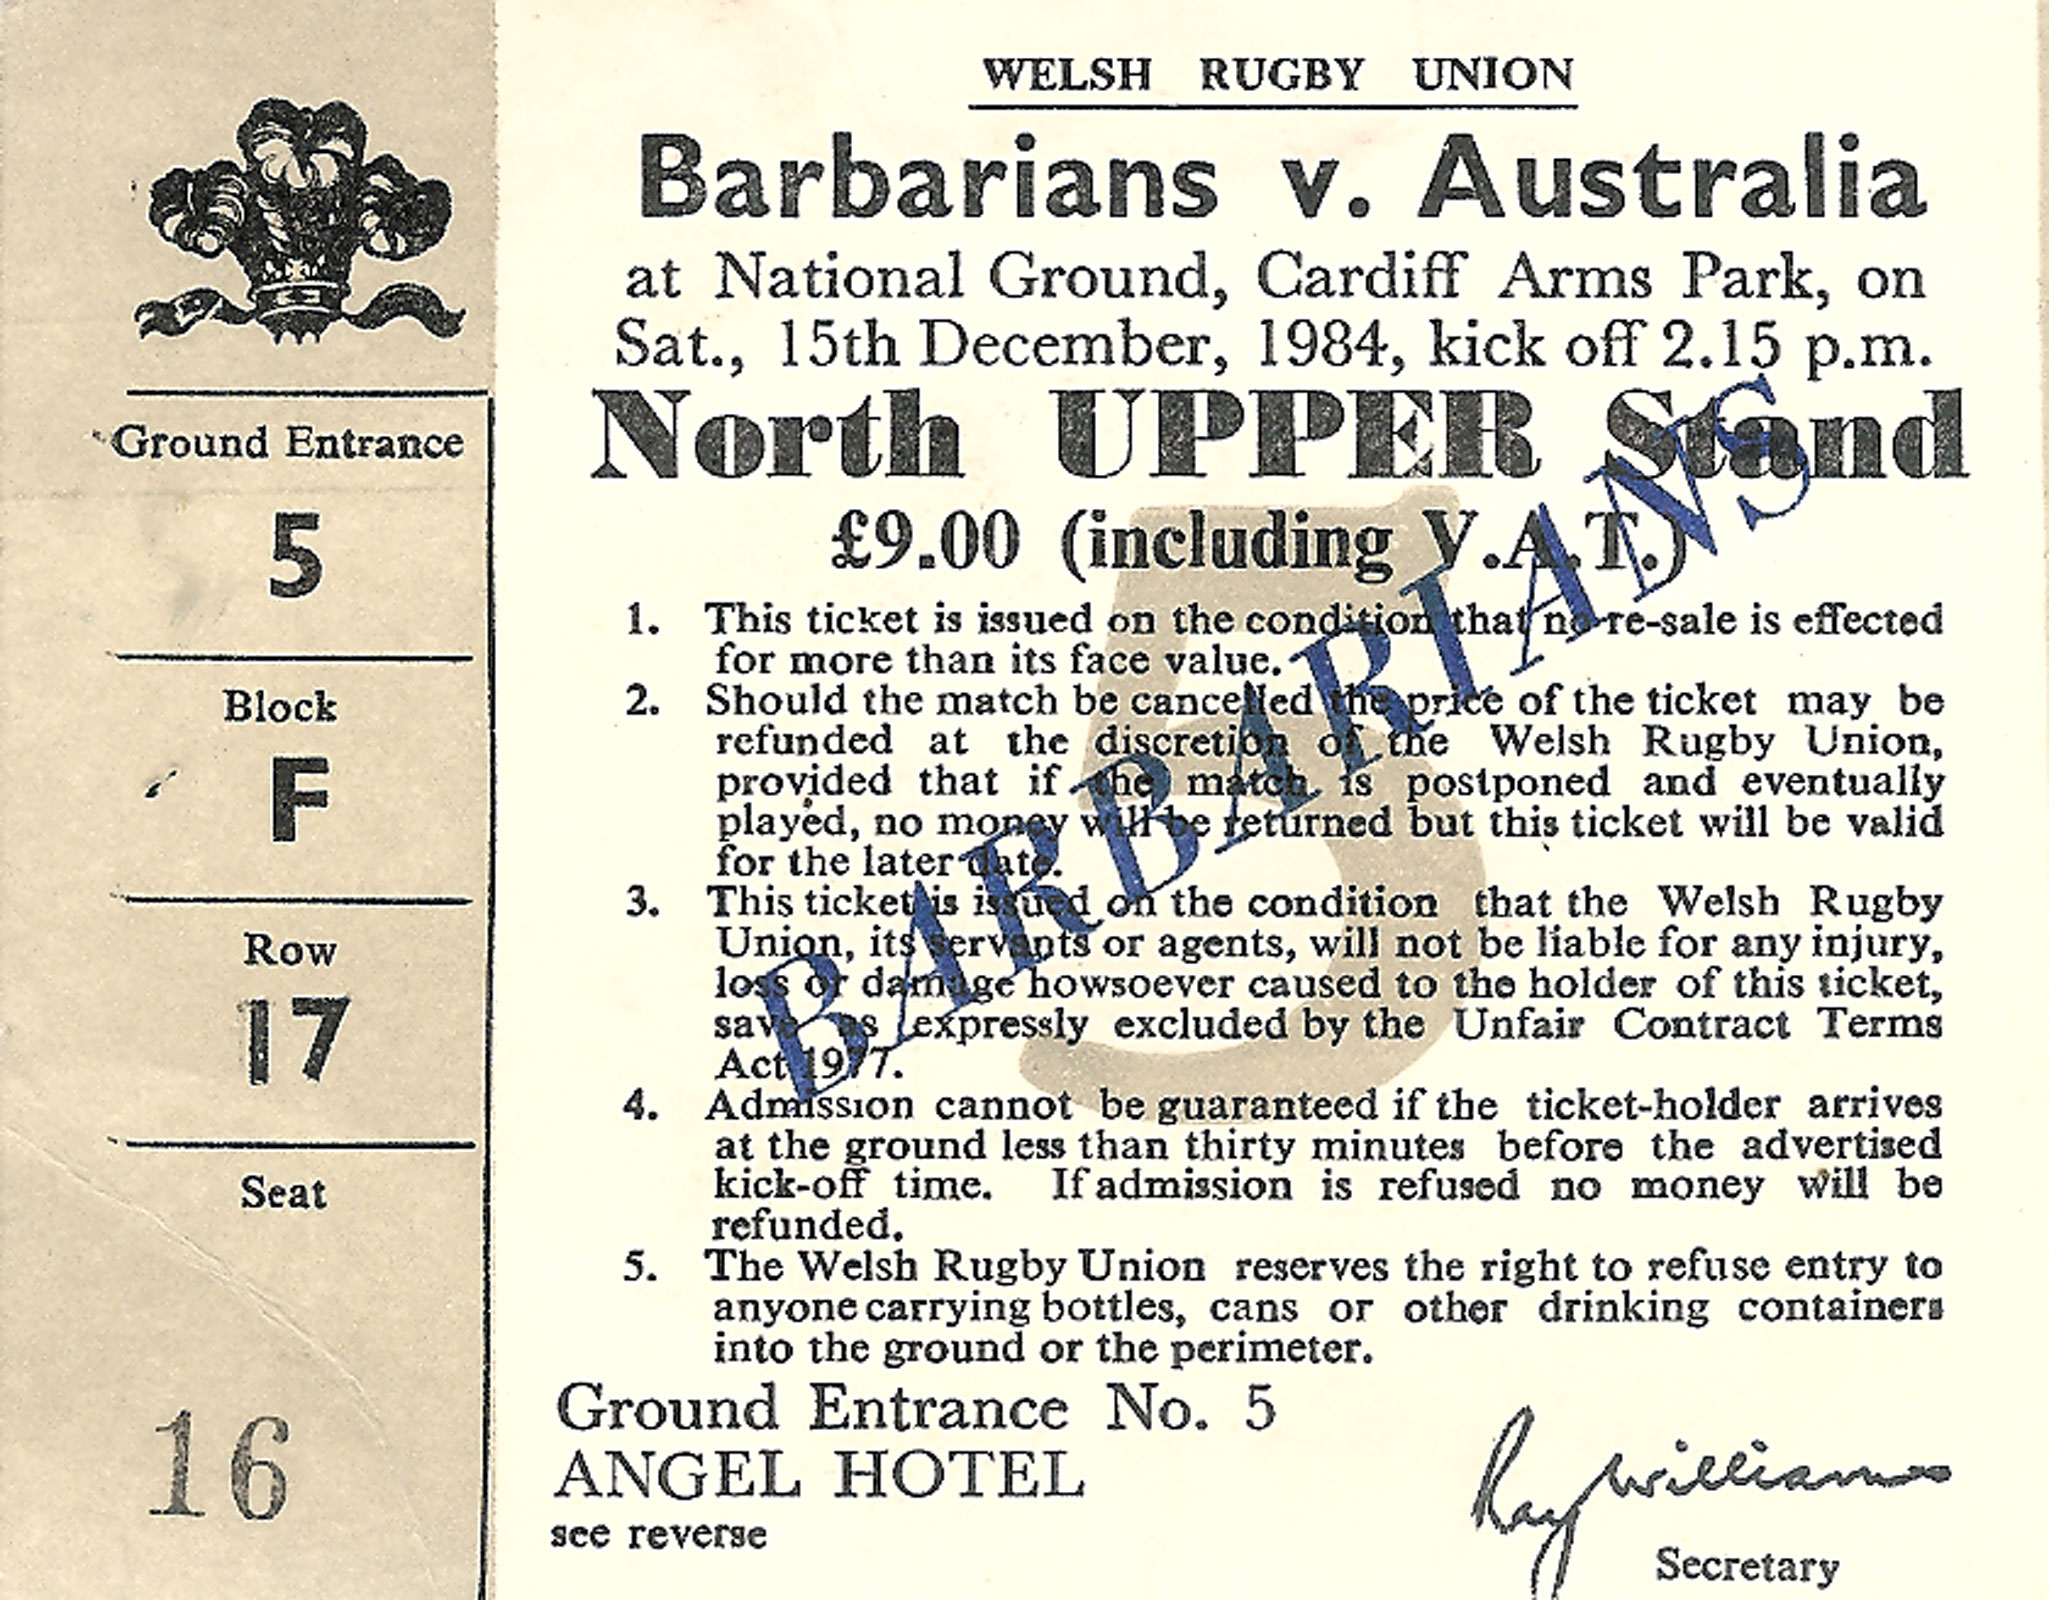 WELSH RUGBY UNION
Barbarians v. Australia
at National Ground, Cardiff Arms Park, on
Sat., 15th December, 1984, kick off 2.15 p.m.
North UPPER Stand
£9.00 (including V.A.T.)
1. This ticket is issued on the condition that no re-sale is effected
for more than its face value.
2. Should the match be cancelled the price of the ticket may be
refunded at the discretion of the Welsh Rugby Union,
provided that if the match is postponed and eventually
played, no money will be returned but this ticket will be valid
for the later date.
3. This ticket is issued on the condition that the Welsh Rugby
Union, its servants or agents, will not be liable for any injury,
loss or damage howsoever caused to the holder of this ticket,
save as expressly excluded by the Unfair Contract Terms
Act 1977.
4. Admission cannot be guaranteed if the ticket-holder arrives
at the ground less than thirty minutes before the advertised
kick-off time. If admission is refused no money will be
refunded.
5. The Welsh Rugby Union reserves the right to refuse entry to
anyone carrying bottles, cans or other drinking containers
into the ground or the perimeter.
Ground Entrance No. 5
ANGEL HOTEL
see reverse
Ray Williams
Secretary
BARBARIANS
5
Ground Entrance
5
Block
F
Row
17
Seat
16